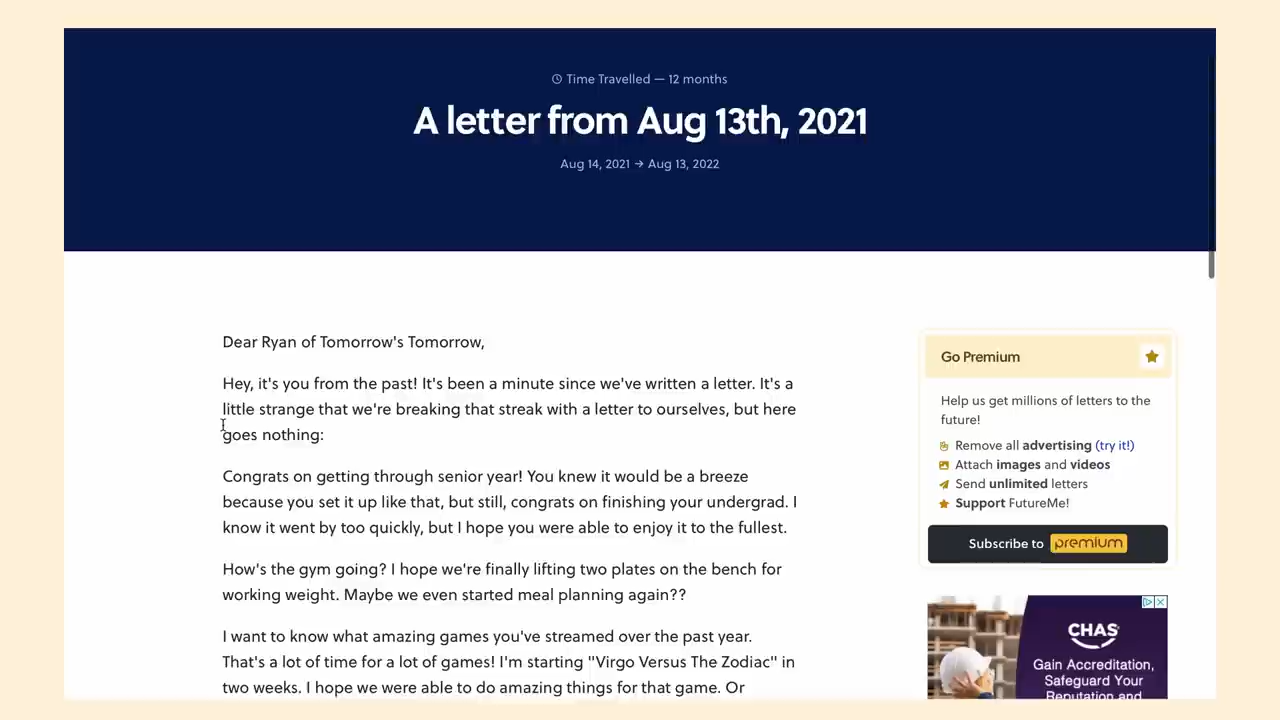 Time Travelled — 12 months
A letter from Aug 13th, 2021
Aug 14, 2021 → Aug 13, 2022
Dear Ryan of Tomorrow's Tomorrow,
Hey, it's you from the past! It's been a minute since we've written a letter. It's a
little strange that we're breaking that streak with a letter to ourselves, but here
goes nothing:
Congrats on getting through senior year! You knew it would be a breeze
because you set it up like that, but still, congrats on finishing your undergrad. I
know it went by too quickly, but I hope you were able to enjoy it to the fullest.
How's the gym going? I hope we're finally lifting two plates on the bench for
working weight. Maybe we even started meal planning again??
I want to know what amazing games you've streamed over the past year.
That's a lot of time for a lot of games! I'm starting "Virgo Versus The Zodiac" in
two weeks. I hope we were able to do amazing things for that game. Or
Go Premium
Help us get millions of letters to the
future!
Remove all advertising (try it!)
Attach images and videos
Send unlimited letters
Support FutureMe!
Subscribe to premium
CHAS
Gain Accreditation,
Safeguard Your
Reputation and